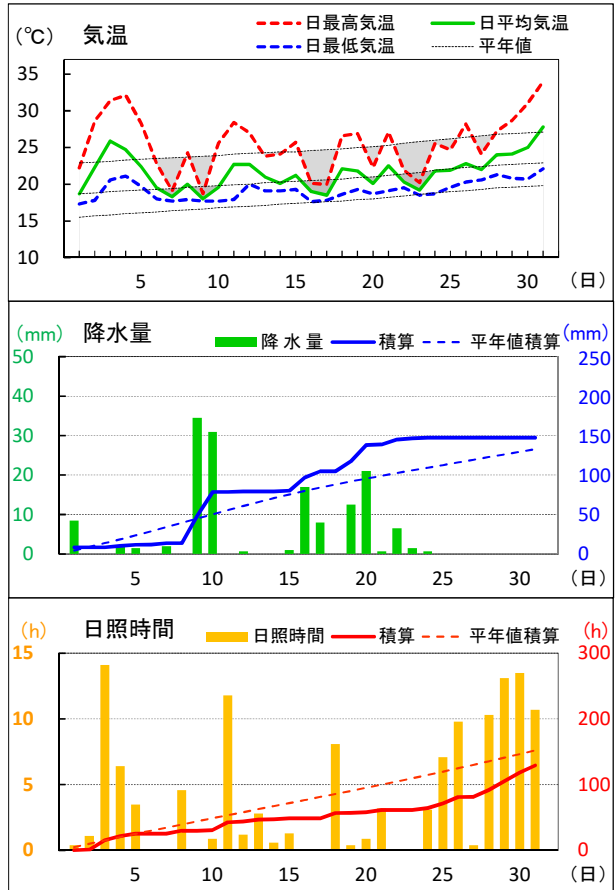 (℃) 気温
日最高気温 日平均気温
日最低気温 平年値
35
30
25
20
15
10
5 10 15 20 25 30 (日)
(mm) 降水量 (mm)
降 水 量 積算 平年値積算
50 250
40 200
30 150
20 100
10 50
0 0
5 10 15 20 25 30 (日)
(h) 日照時間 (h)
日照時間 積算 平年値積算
15 300
10 200
5 100
0 0
5 10 15 20 25 30 (日)